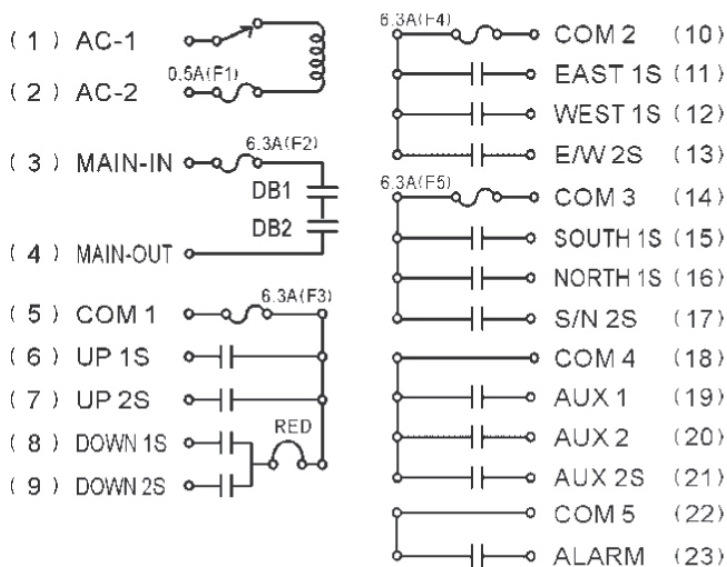 ( 1 ) AC-1
0.5A(F1)
( 2 ) AC-2
6.3A(F2)
( 3 ) MAIN-IN
DB1
DB2
( 4 ) MAIN-OUT
6.3A(F3)
( 5 ) COM 1
( 6 ) UP 1S
( 7 ) UP 2S
RED
( 8 ) DOWN 1S
( 9 ) DOWN 2S
6.3A(F4)
COM 2 (10)
EAST 1S (11)
WEST 1S (12)
E/W 2S (13)
6.3A(F5)
COM 3 (14)
SOUTH 1S (15)
NORTH 1S (16)
S/N 2S (17)
COM 4 (18)
AUX 1 (19)
AUX 2 (20)
AUX 2S (21)
COM 5 (22)
ALARM (23)